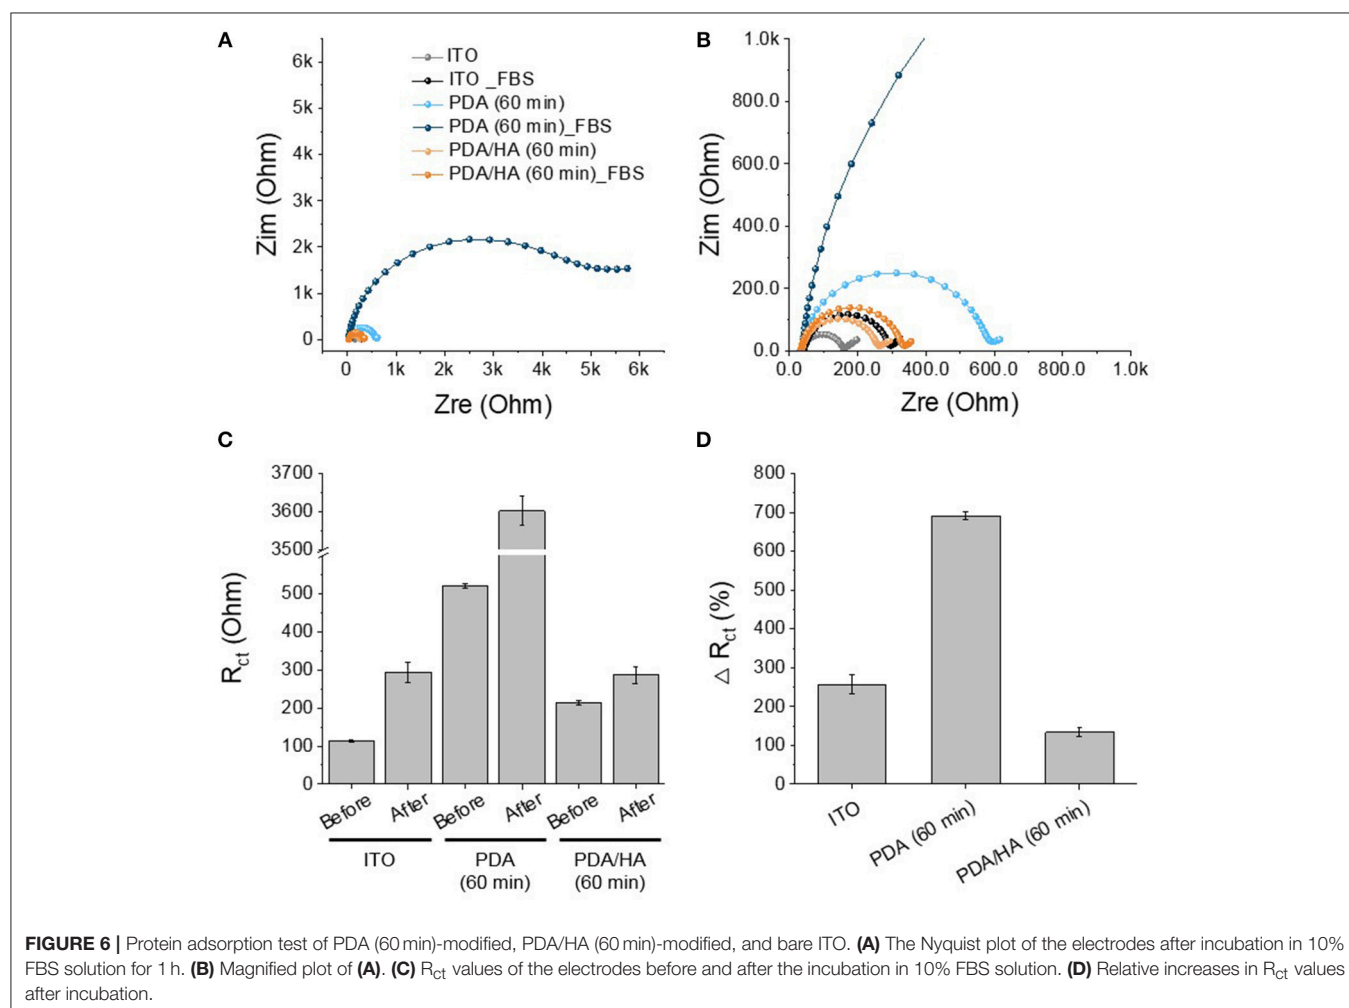 A
6k
5k
4k
3k
2k
1k
0
Zim (Ohm)
0 1k 2k 3k 4k 5k 6k
Zre (Ohm)
ITO
ITO _FBS
PDA (60 min)
PDA (60 min)_FBS
PDA/HA (60 min)
PDA/HA (60 min)_FBS
B
1.0k
800.0
600.0
400.0
200.0
0.0
Zim (Ohm)
0.0 200.0 400.0 600.0 800.0 1.0k
Zre (Ohm)
C
3700
3600
3500
500
400
300
200
100
0
Rct (Ohm)
Before After Before After Before After
ITO PDA PDA/HA
(60 min) (60 min)
D
800
700
600
500
400
300
200
100
0
△ Rct (%)
ITO
PDA (60 min)
PDA/HA (60 min)
FIGURE 6 | Protein adsorption test of PDA (60 min)-modified, PDA/HA (60 min)-modified, and bare ITO. (A) The Nyquist plot of the electrodes after incubation in 10%
FBS solution for 1 h. (B) Magnified plot of (A). (C) Rct values of the electrodes before and after the incubation in 10% FBS solution. (D) Relative increases in Rct values
after incubation.